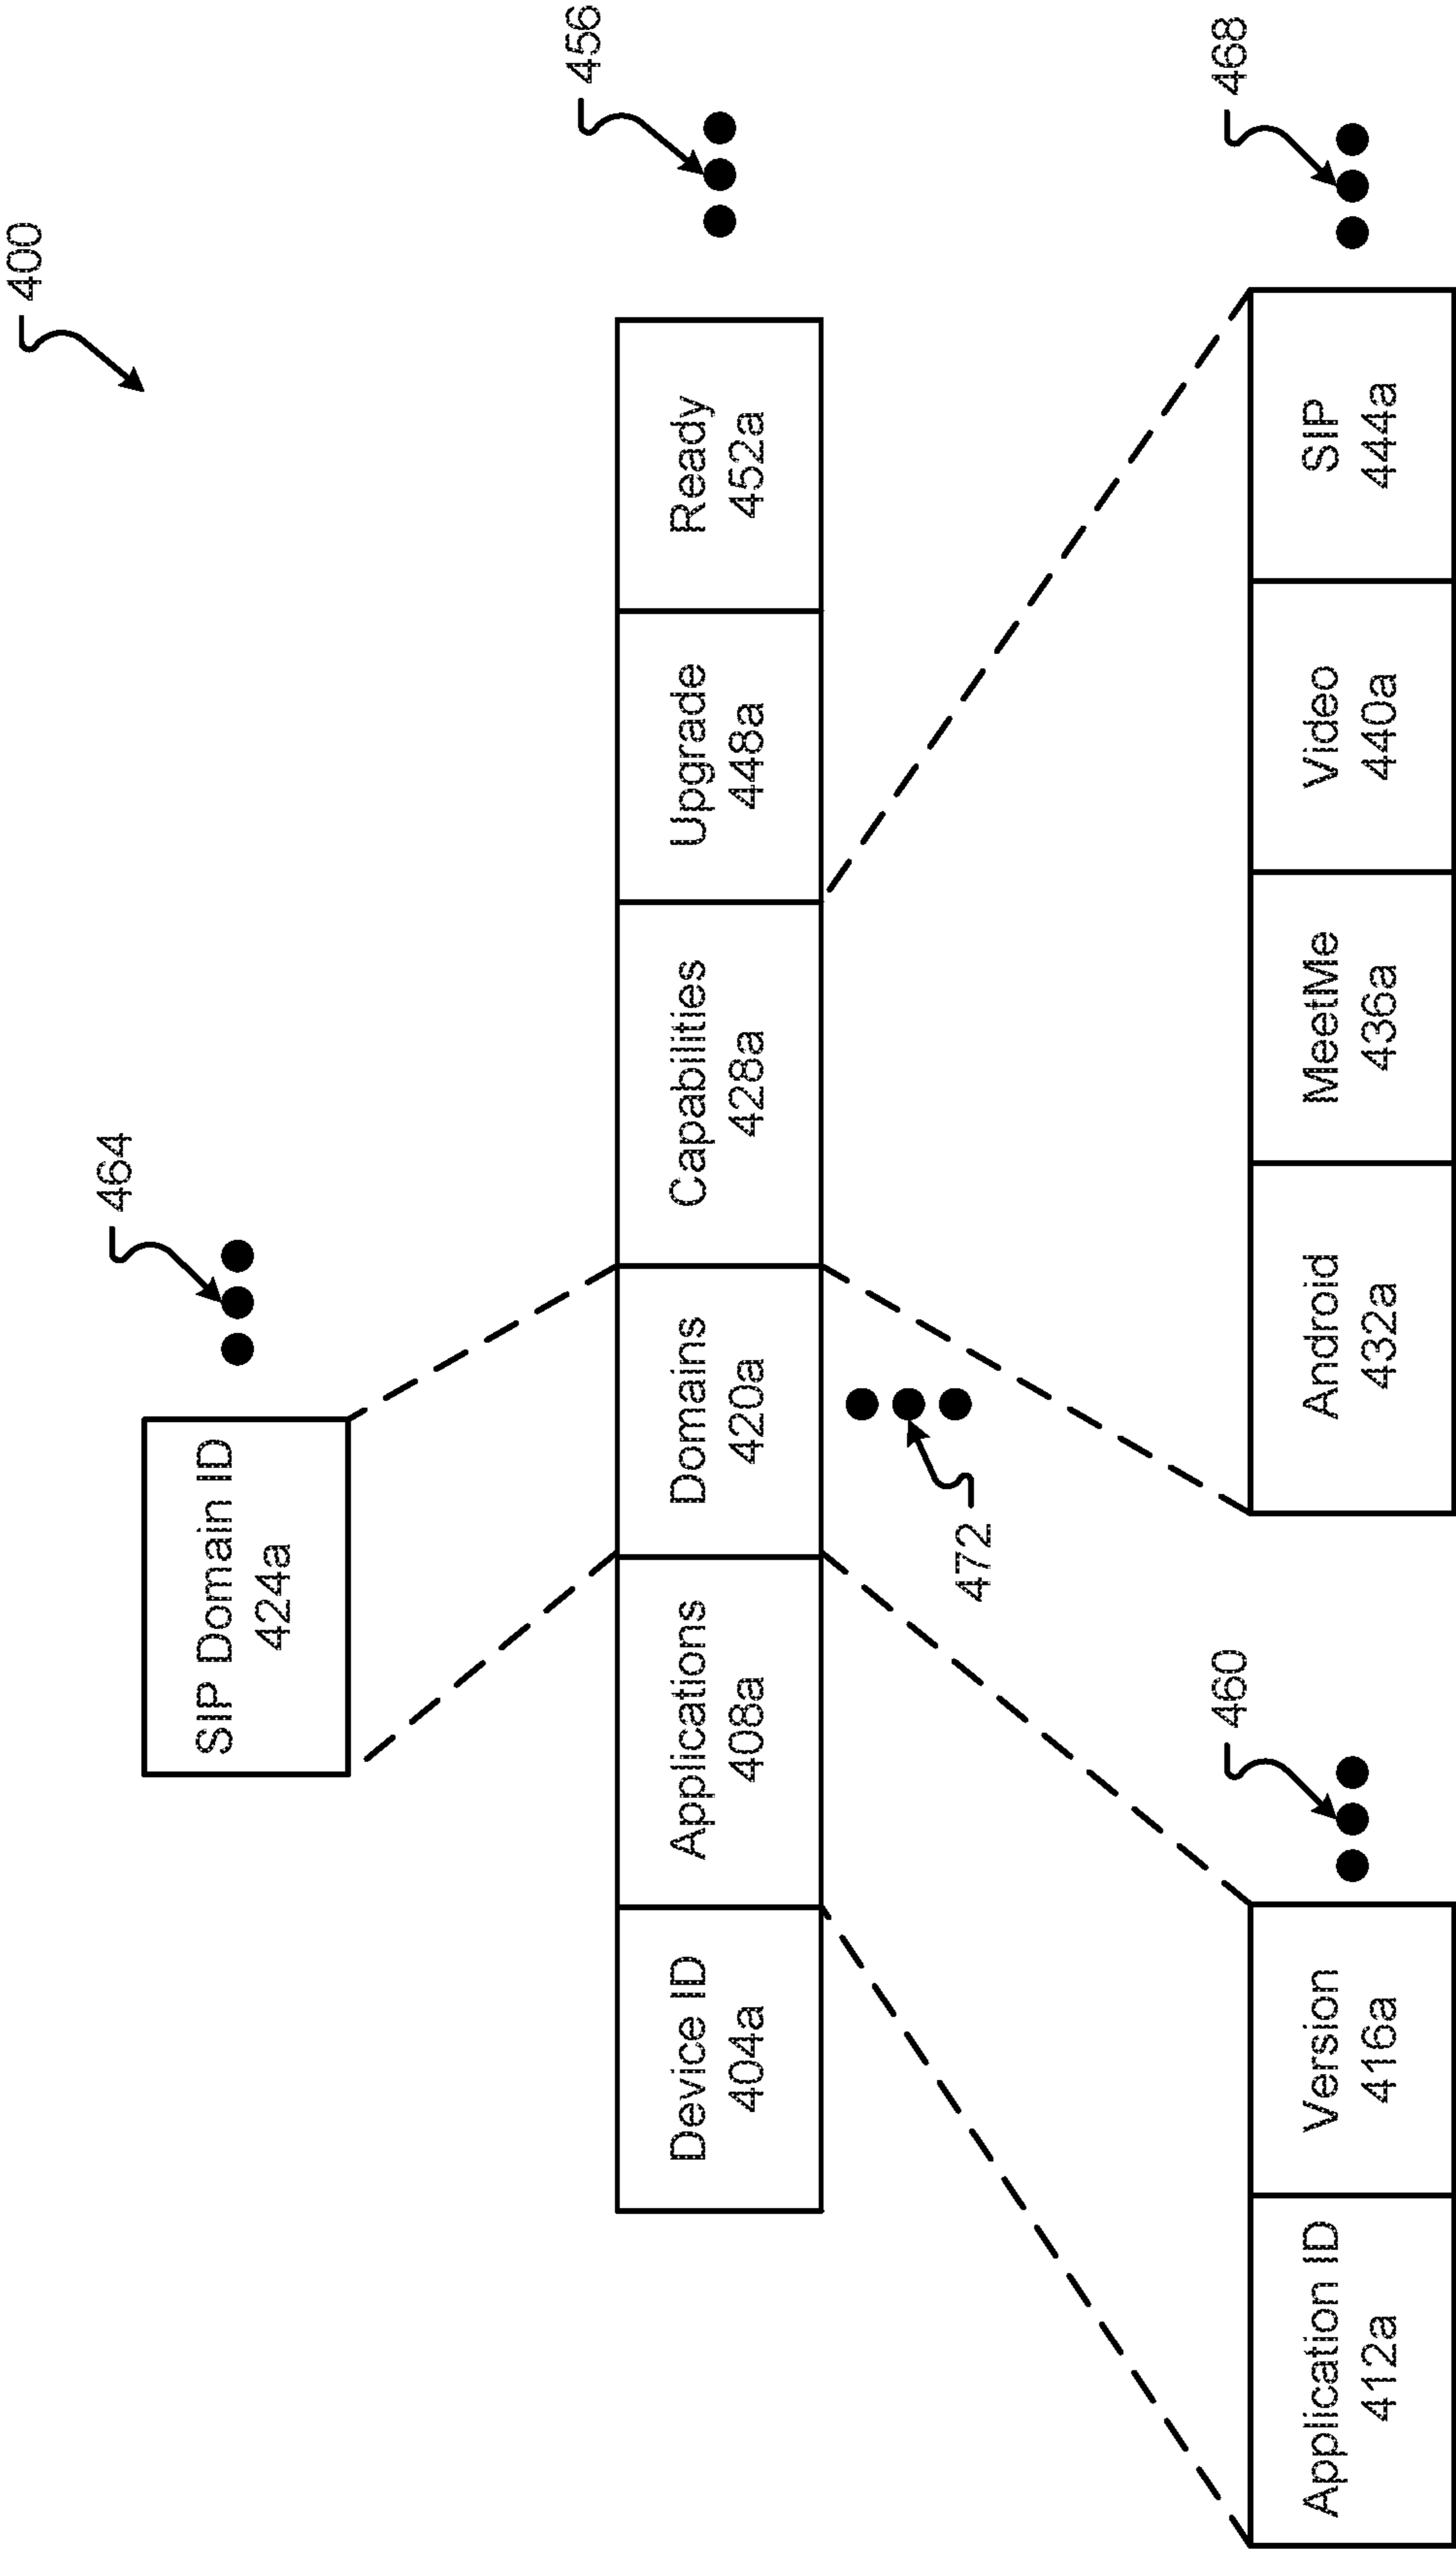 400
464
SIP Domain ID
424a
456
Device ID
404a
Applications
408a
Domains
420a
Capabilities
428a
Upgrade
448a
Ready
452a
472
460
468
Application ID
412a
Version
416a
Android
432a
MeetMe
436a
Video
440a
SIP
444a